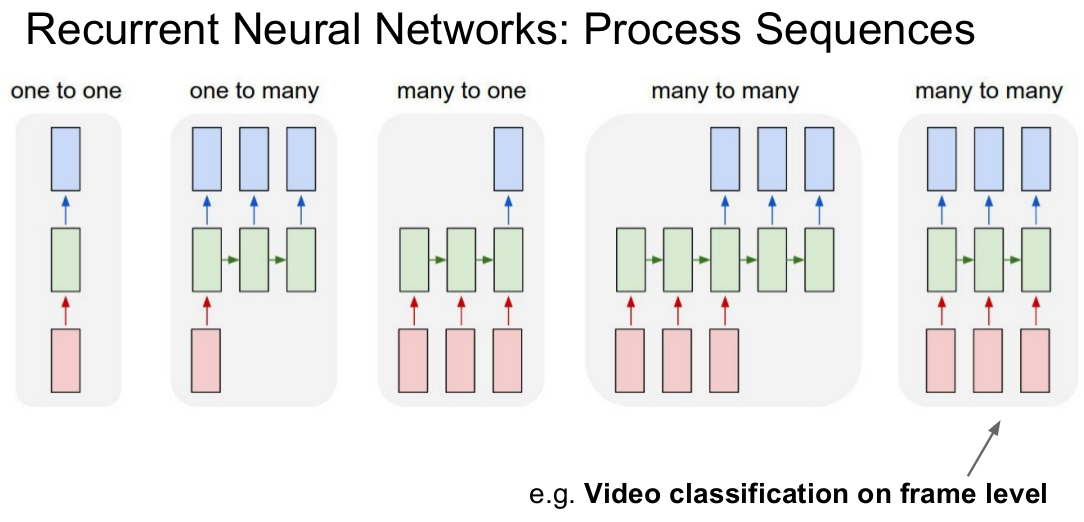 Recurrent Neural Networks: Process Sequences
one to one
one to many
many to one
many to many
many to many
e.g. Video classification on frame level